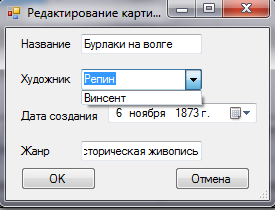 Редактирование карти...
Название Бурлаки на волге
Художник Репин
Винсент
Дата создания 6 ноября 1873 г.
Жанр сторическая живопись
OK Отмена